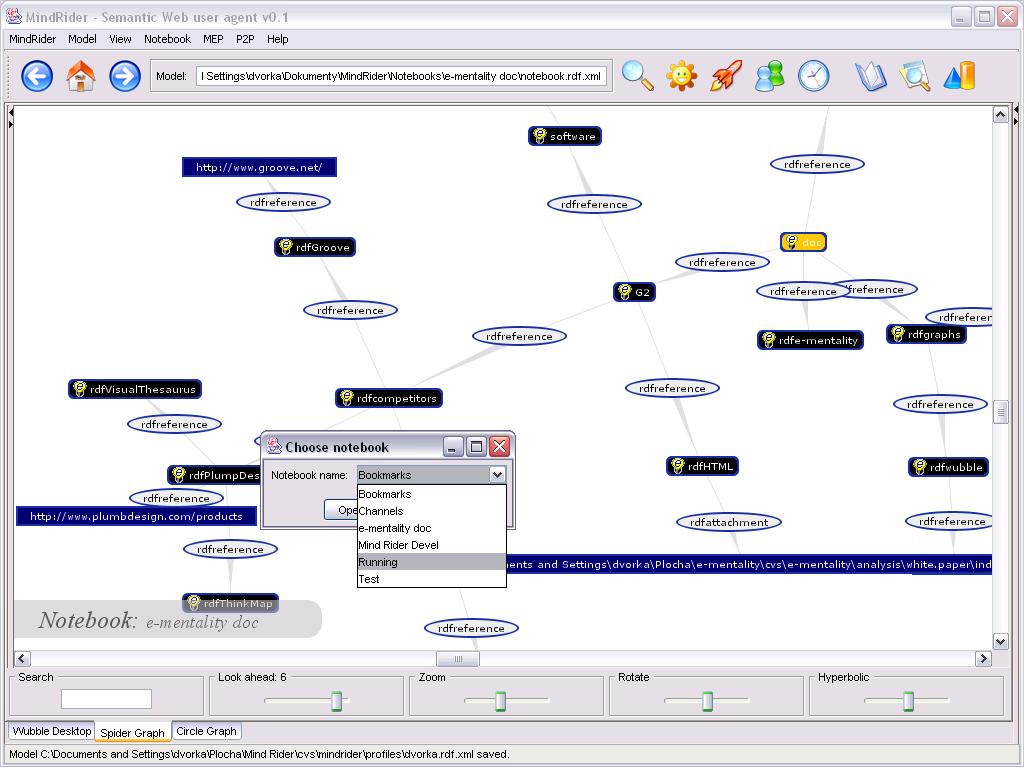 MindRider - Semantic Web user agent v0.1
MindRider Model View Notebook MEP P2P Help
Model: l Settings\dvorka\Dokumenty\MindRider\Notebooks\e-mentality doc\notebook.rdf.xml
software
http://www.groove.net/
rdfreference
rdfreference
rdfreference
rdfGroove
doc
rdfreference
G2
rdfreference
rdfreference
rdfreference
rdfreference
rdfreference
rdfe-mentality
rdfgraphs
rdfVisualThesaurus
rdfreference
rdfcompetitors
rdfreference
rdfreference
Choose notebook
rdfHTML
rdfwubble
rdfPlumpDes
Notebook name: Bookmarks
rdfreference
Bookmarks
Channels
e-mentality doc
Mind Rider Devel
Running
Test
http://www.plumbdesign.com/products
rdfattachment
rdfreference
rdfreference
ents and Settings\dvorka\Plocha\e-mentality\cvs\e-mentality\analysis\white.paper\ind
rdfThinkMap
Notebook: e-mentality doc
rdfreference
Search Look ahead: 6 Zoom Rotate Hyperbolic
Wubble Desktop Spider Graph Circle Graph
Model C:\Documents and Settings\dvorka\Plocha\Mind Rider\cvs\mindrider\profiles\dvorka.rdf.xml saved.